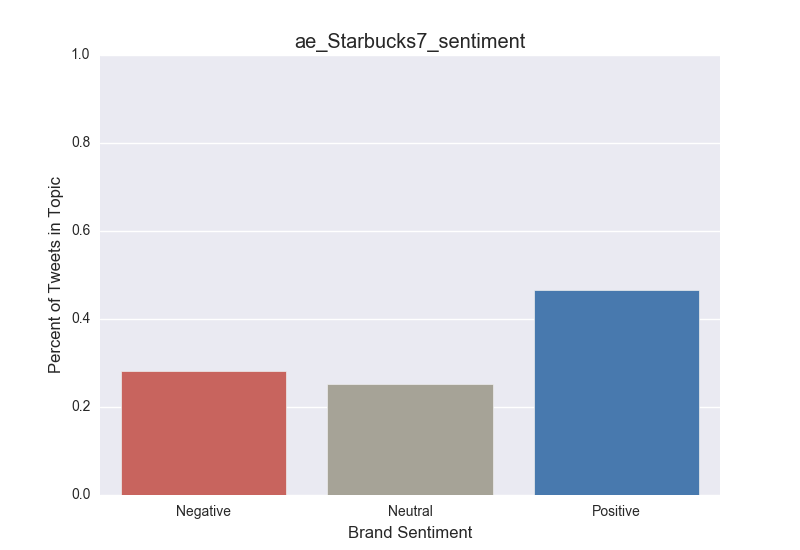 ae_Starbucks7_sentiment
1.0
0.8
0.6
0.4
0.2
0.0
Percent of Tweets in Topic
Negative Neutral Positive
Brand Sentiment